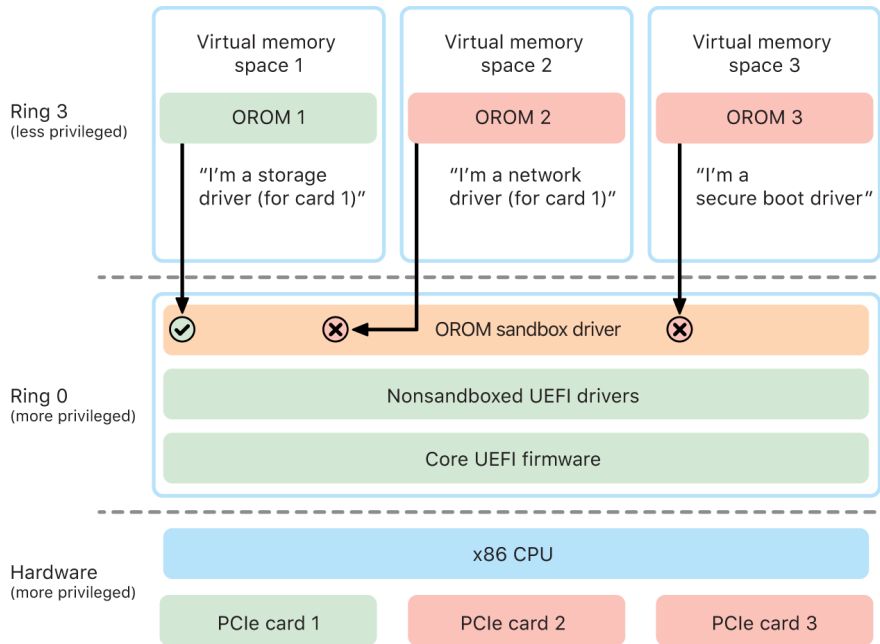 Virtual memory
space 1
Virtual memory
space 2
Virtual memory
space 3
Ring 3
(less privileged)
OROM 1
OROM 2
OROM 3
“I’m a storage
driver (for card 1)”
“I’m a network
driver (for card 1)”
“I’m a
secure boot driver”
OROM sandbox driver
Ring 0
(more privileged)
Nonsandboxed UEFI drivers
Core UEFI firmware
x86 CPU
Hardware
(more privileged)
PCIe card 1
PCIe card 2
PCIe card 3